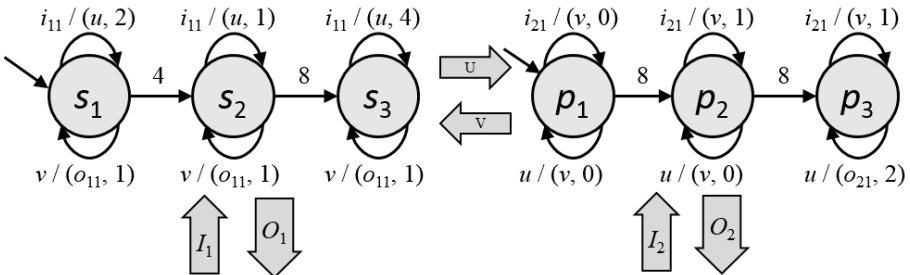 i₁₁ / (u, 2) i₁₁ / (u, 1) i₁₁ / (u, 4) i₂₁ / (v, 0) i₂₁ / (v, 1) i₂₁ / (v, 1)
4 8 U 8 8
s₁ s₂ s₃ p₁ p₂ p₃
V
v / (o₁₁, 1) v / (o₁₁, 1) v / (o₁₁, 1) u / (v, 0) u / (v, 0) u / (o₂₁, 2)
I₁ O₁ I₂ O₂